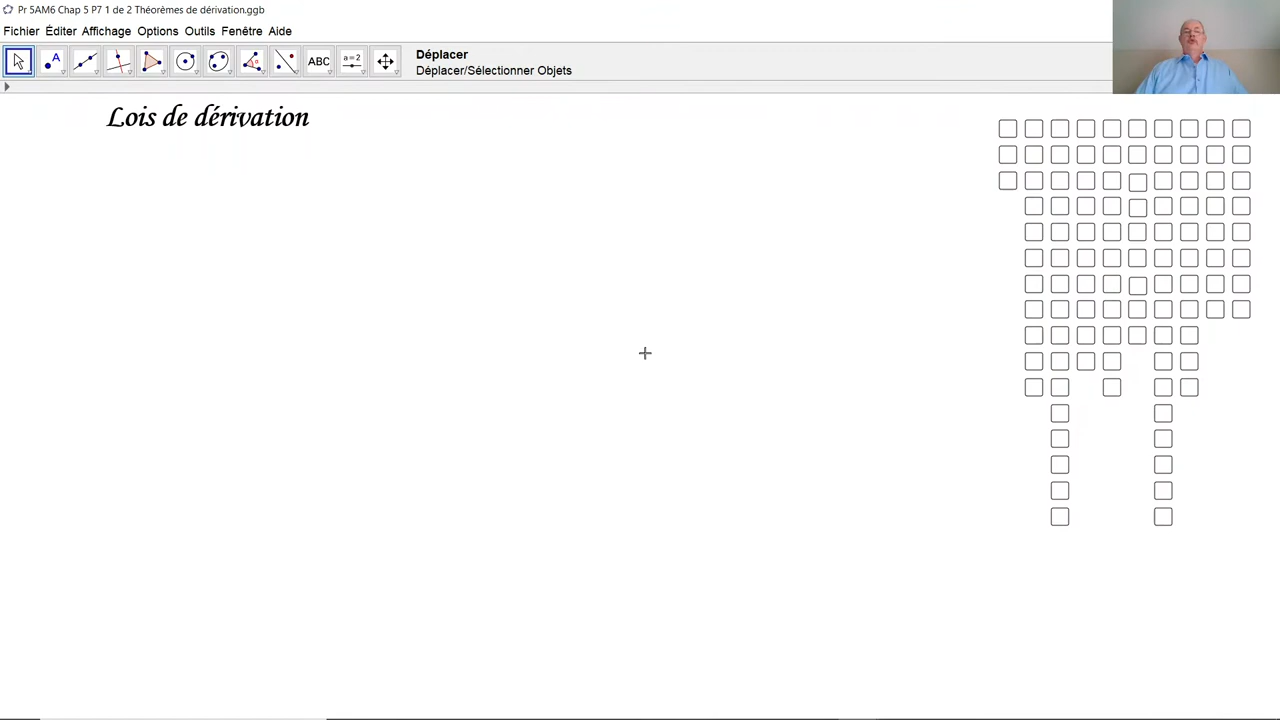 Pr 5AM6 Chap 5 P7 1 de 2 Théorèmes de dérivation.ggb
Fichier Éditer Affichage Options Outils Fenêtre Aide
A
ABC
a=2
Déplacer
Déplacer/Sélectionner Objets
Lois de dérivation